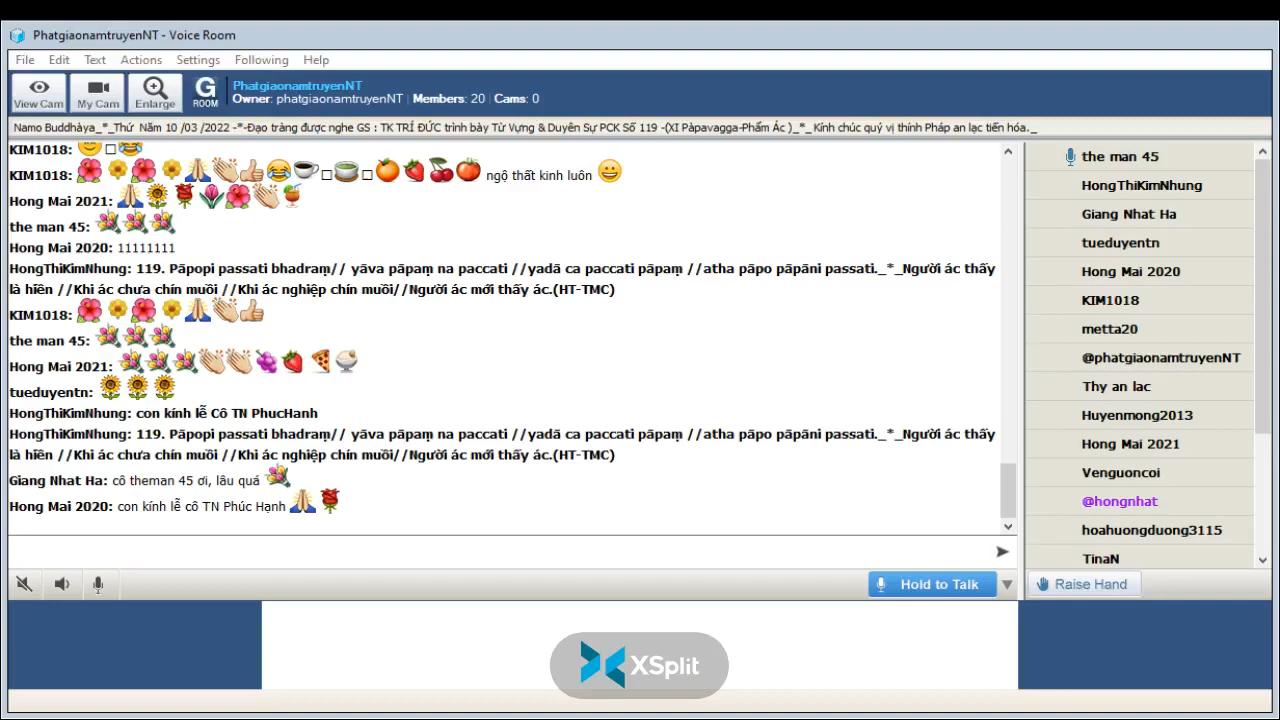 PhatgiaonamtruyenNT - Voice Room
File Edit Text Actions Settings Following Help
View Cam My Cam Enlarge G ROOM
PhatgiaonamtruyenNT
Owner: phatgiaonamtruyenNT | Members: 20 | Cams: 0
Namo Buddhàya_*_Thứ Năm 10 /03 /2022 -*-Đạo tràng được nghe GS : TK TRÍ ĐỨC trình bày Từ Vựng & Duyên Sự PCK Số 119 -(XI Pàpavagga-Phẩm Ác )_*_ Kính chúc quý vị thính Pháp an lạc tiến hóa._
KIM1018:
KIM1018: ngộ thất kinh luôn
Hong Mai 2021:
the man 45:
Hong Mai 2020: 11111111
HongThiKimNhung: 119. Pāpopi passati bhadraṃ// yāva pāpaṃ na paccati //yadā ca paccati pāpaṃ //atha pāpo pāpāni passati._*_Người ác thấy
là hiền //Khi ác chưa chín muồi //Khi ác nghiệp chín muồi//Người ác mới thấy ác.(HT-TMC)
KIM1018:
the man 45:
Hong Mai 2021:
tueduyentn:
HongThiKimNhung: con kính lễ Cô TN PhucHanh
HongThiKimNhung: 119. Pāpopi passati bhadraṃ// yāva pāpaṃ na paccati //yadā ca paccati pāpaṃ //atha pāpo pāpāni passati._*_Người ác thấy
là hiền //Khi ác chưa chín muồi //Khi ác nghiệp chín muồi//Người ác mới thấy ác.(HT-TMC)
Giang Nhat Ha: cô theman 45 ơi, lâu quá
Hong Mai 2020: con kính lễ cô TN Phúc Hạnh
Hold to Talk
the man 45
HongThiKimNhung
Giang Nhat Ha
tueduyentn
Hong Mai 2020
KIM1018
metta20
@phatgiaonamtruyenNT
Thy an lac
Huyenmong2013
Hong Mai 2021
Venguoncoi
@hongnhat
hoahuongduong3115
TinaN
Raise Hand
XSplit